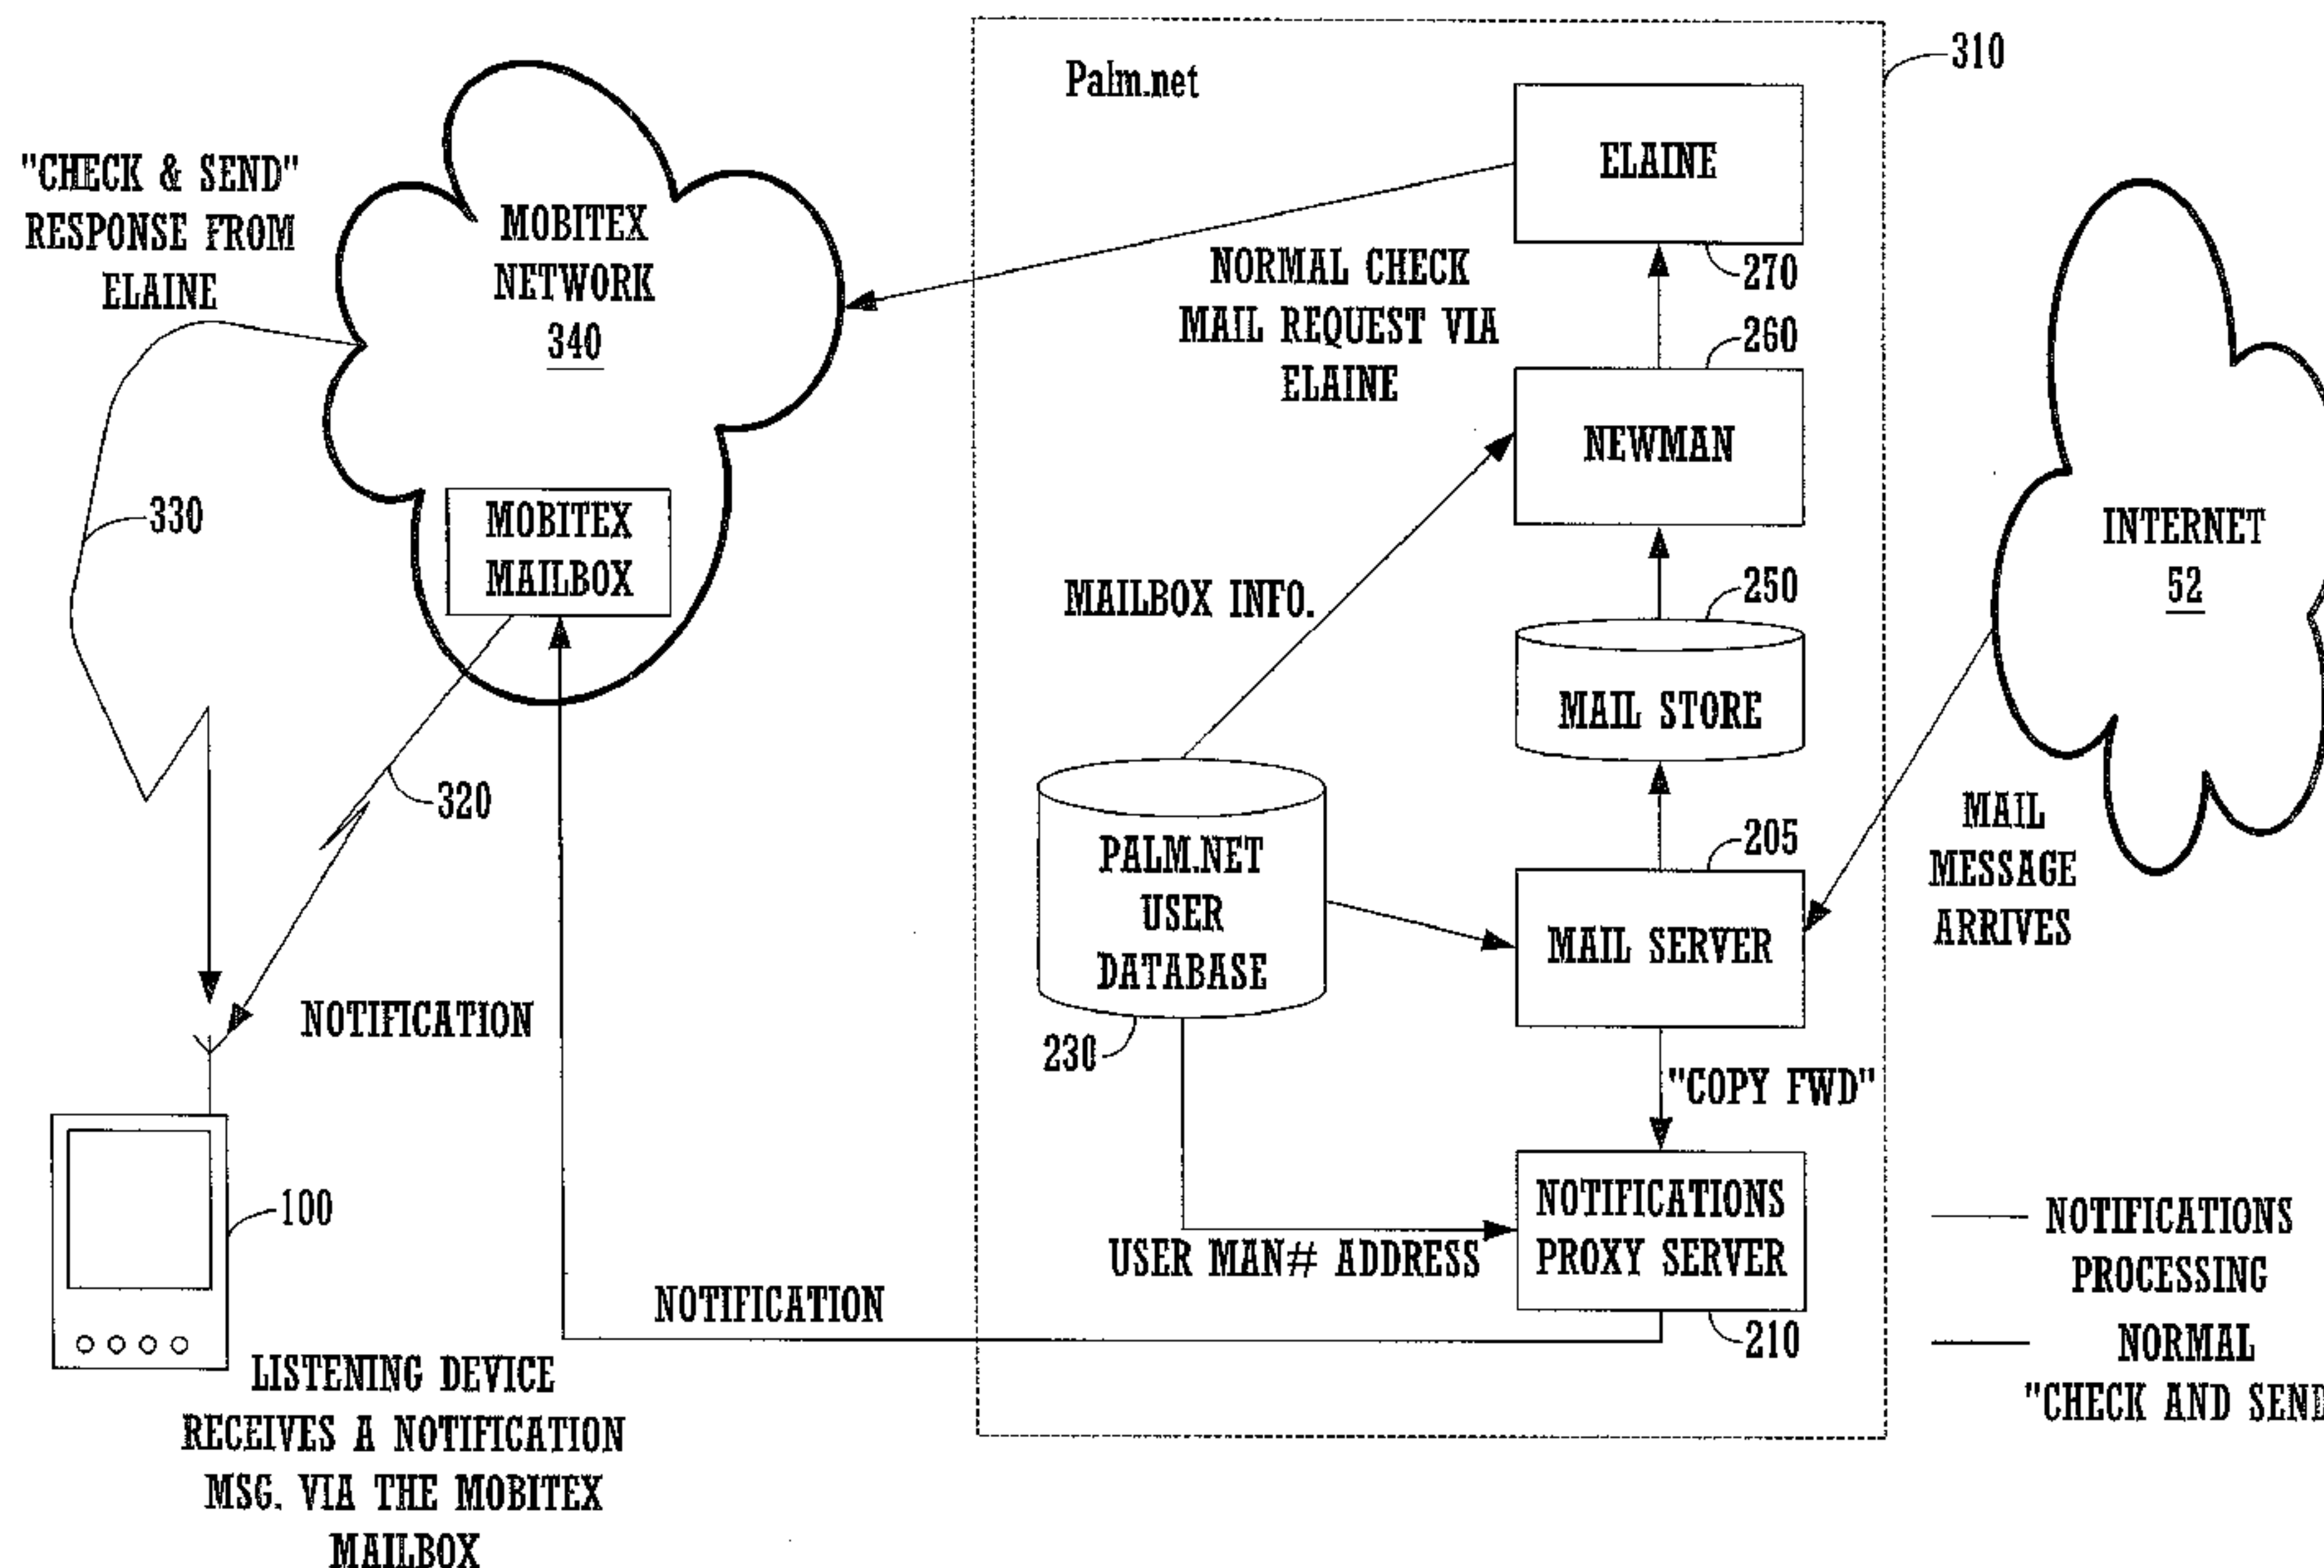 Palm.net
310
"CHECK & SEND"
RESPONSE FROM
ELAINE
MOBITEX
NETWORK
340
ELAINE
270
NORMAL CHECK
MAIL REQUEST VIA
ELAINE
260
NEWMAN
330
MOBITEX
MAILBOX
INTERNET
52
MAILBOX INFO.
250
MAIL STORE
320
205
MAIL
MESSAGE
ARRIVES
PALM.NET
USER
DATABASE
MAIL SERVER
NOTIFICATION
230
"COPY FWD"
100
NOTIFICATIONS
PROXY SERVER
USER MAN# ADDRESS
NOTIFICATION
210
NOTIFICATIONS
PROCESSING
NORMAL
"CHECK AND SEND
LISTENING DEVICE
RECEIVES A NOTIFICATION
MSG. VIA THE MOBITEX
MAILBOX